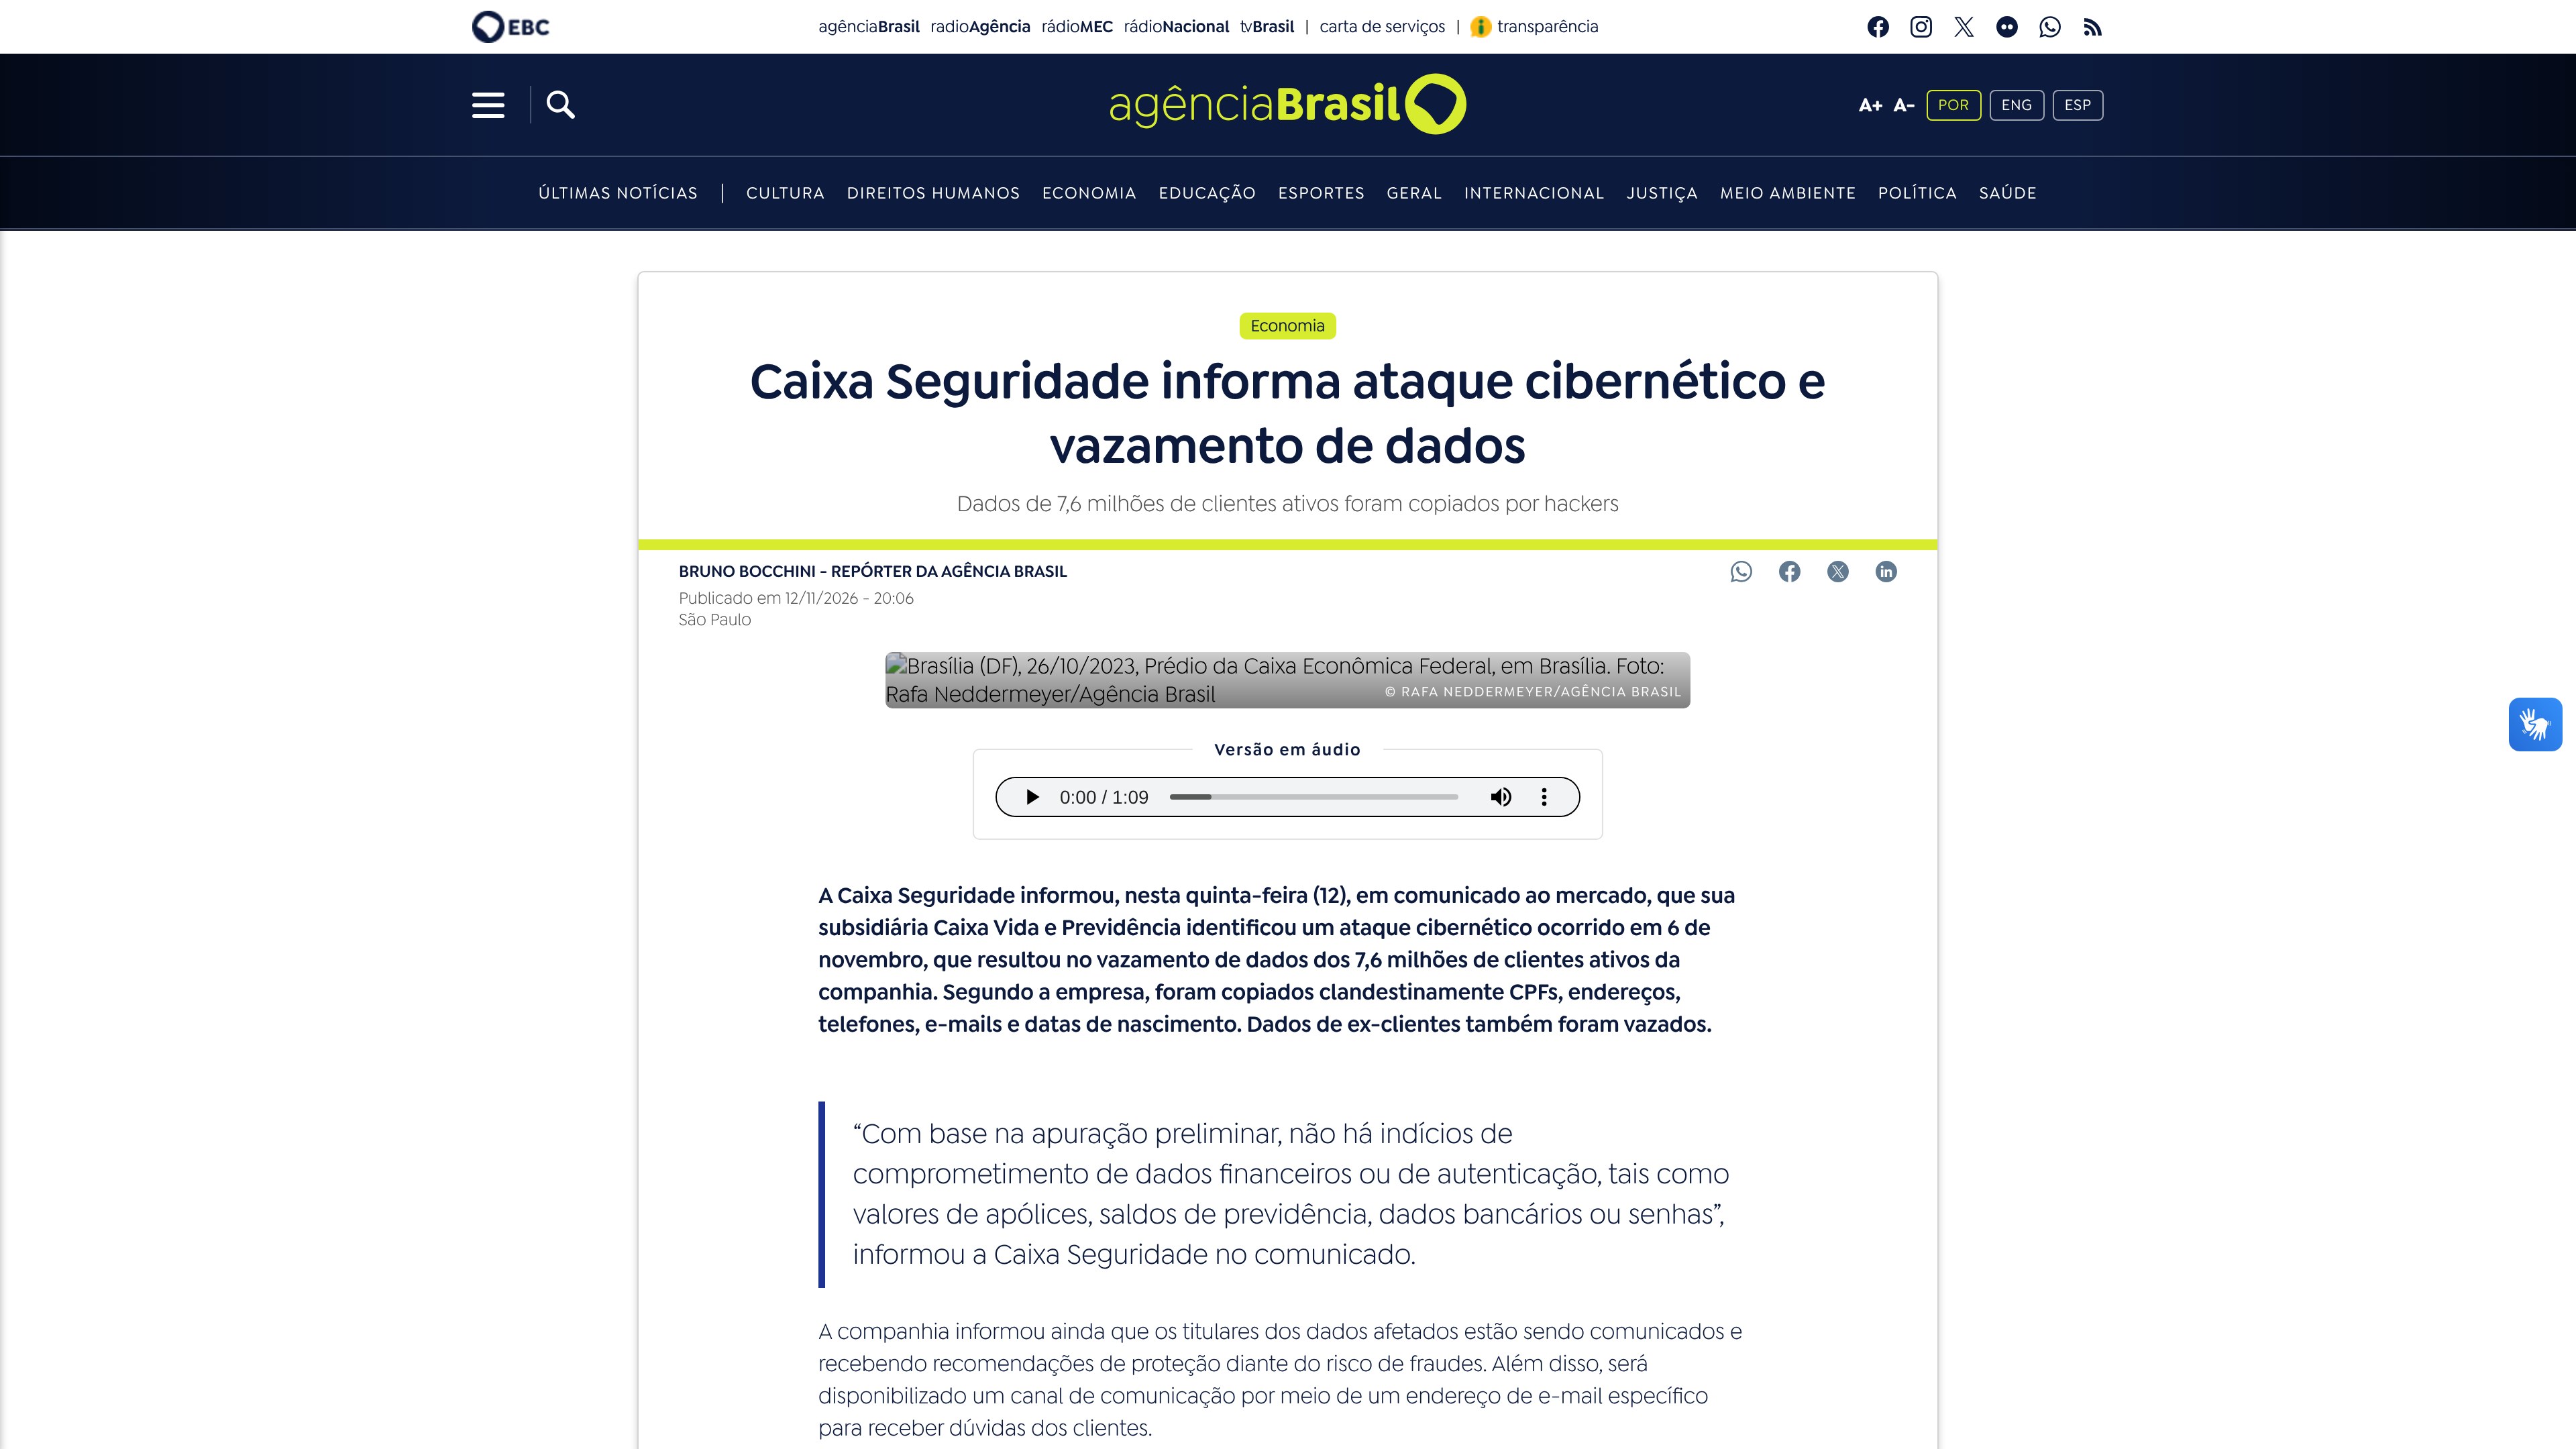 EBC
agênciaBrasil radioAgência rádioMEC rádioNacional tvBrasil | carta de serviços | transparência
agênciaBrasil
A+ A- POR ENG ESP
ÚLTIMAS NOTÍCIAS | CULTURA DIREITOS HUMANOS ECONOMIA EDUCAÇÃO ESPORTES GERAL INTERNACIONAL JUSTIÇA MEIO AMBIENTE POLÍTICA SAÚDE
Economia
Caixa Seguridade informa ataque cibernético e
vazamento de dados
Dados de 7,6 milhões de clientes ativos foram copiados por hackers
BRUNO BOCCHINI - REPÓRTER DA AGÊNCIA BRASIL
Publicado em 12/11/2026 - 20:06
São Paulo
Brasília (DF), 26/10/2023, Prédio da Caixa Econômica Federal, em Brasília. Foto:
Rafa Neddermeyer/Agência Brasil
© RAFA NEDDERMEYER/AGÊNCIA BRASIL
Versão em áudio
0:00 / 1:09
A Caixa Seguridade informou, nesta quinta-feira (12), em comunicado ao mercado, que sua
subsidiária Caixa Vida e Previdência identificou um ataque cibernético ocorrido em 6 de
novembro, que resultou no vazamento de dados dos 7,6 milhões de clientes ativos da
companhia. Segundo a empresa, foram copiados clandestinamente CPFs, endereços,
telefones, e-mails e datas de nascimento. Dados de ex-clientes também foram vazados.
“Com base na apuração preliminar, não há indícios de
comprometimento de dados financeiros ou de autenticação, tais como
valores de apólices, saldos de previdência, dados bancários ou senhas”,
informou a Caixa Seguridade no comunicado.
A companhia informou ainda que os titulares dos dados afetados estão sendo comunicados e
recebendo recomendações de proteção diante do risco de fraudes. Além disso, será
disponibilizado um canal de comunicação por meio de um endereço de e-mail específico
para receber dúvidas dos clientes.